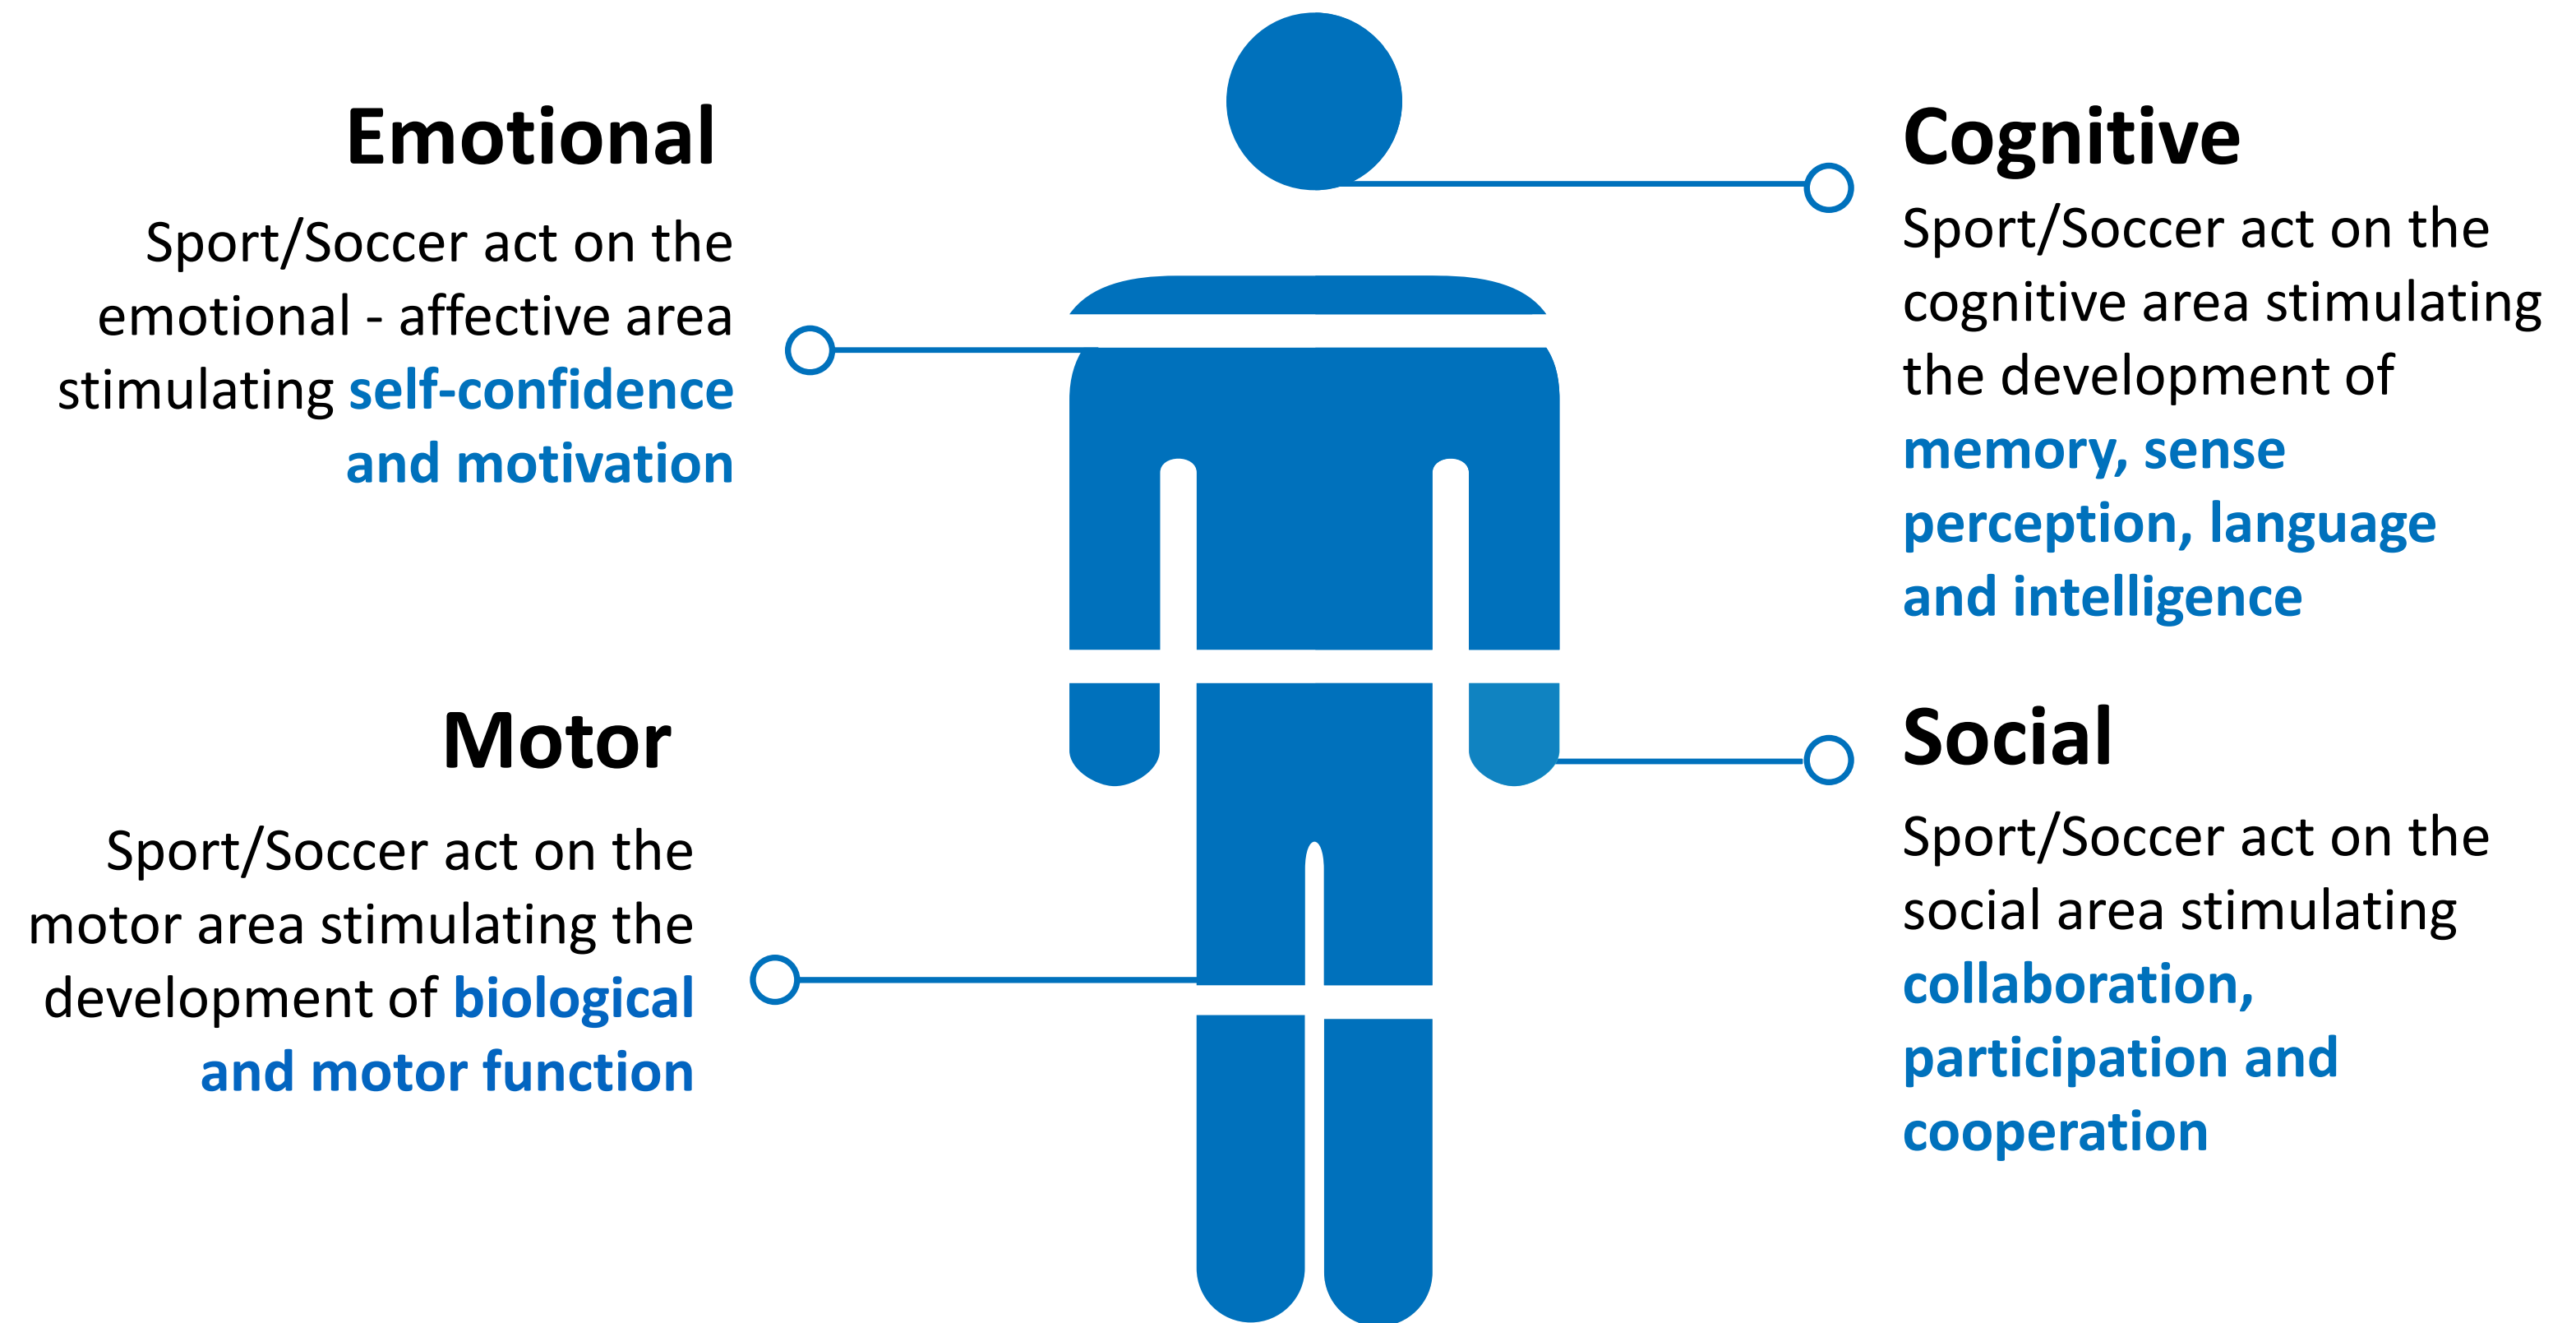 Emotional
Sport/Soccer act on the
emotional - affective area
stimulating self-confidence
and motivation
Cognitive
Sport/Soccer act on the
cognitive area stimulating
the development of
memory, sense
perception, language
and intelligence
Motor
Sport/Soccer act on the
motor area stimulating the
development of biological
and motor function
Social
Sport/Soccer act on the
social area stimulating
collaboration,
participation and
cooperation